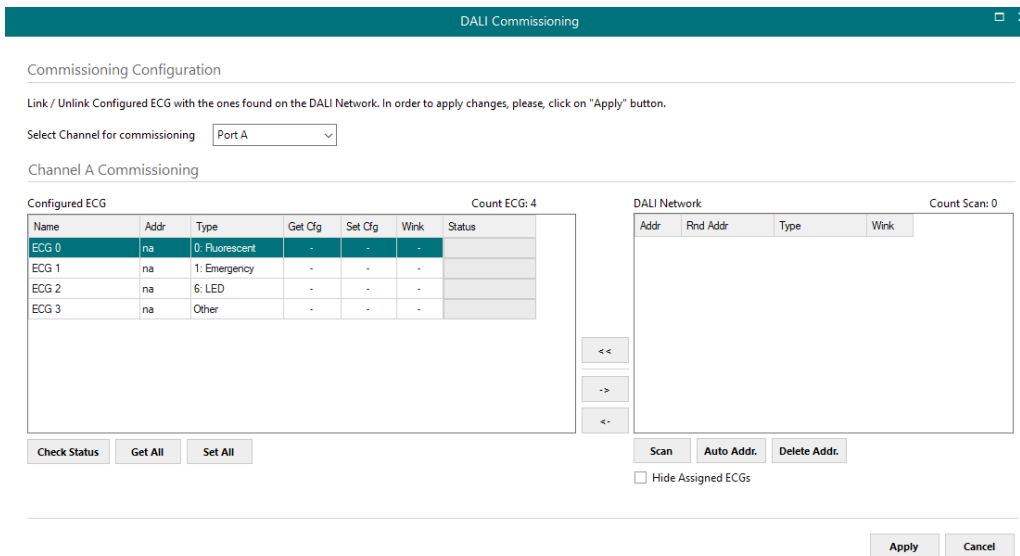 DALI Commissioning
Commissioning Configuration
Link / Unlink Configured ECG with the ones found on the DALI Network. In order to apply changes, please, click on "Apply" button.
Select Channel for commissioning Port A
Channel A Commissioning
Configured ECG Count ECG: 4 DALI Network Count Scan: 0
Name Addr Type Get Cfg Set Cfg Wink Status Addr Rnd Addr Type Wink
ECG 0 na 0: Fluorescent - - -
ECG 1 na 1: Emergency - - -
ECG 2 na 6: LED - - -
ECG 3 na Other - - -
<<
->
<-
Check Status Get All Set All Scan Auto Addr. Delete Addr.
Hide Assigned ECGs
Apply Cancel